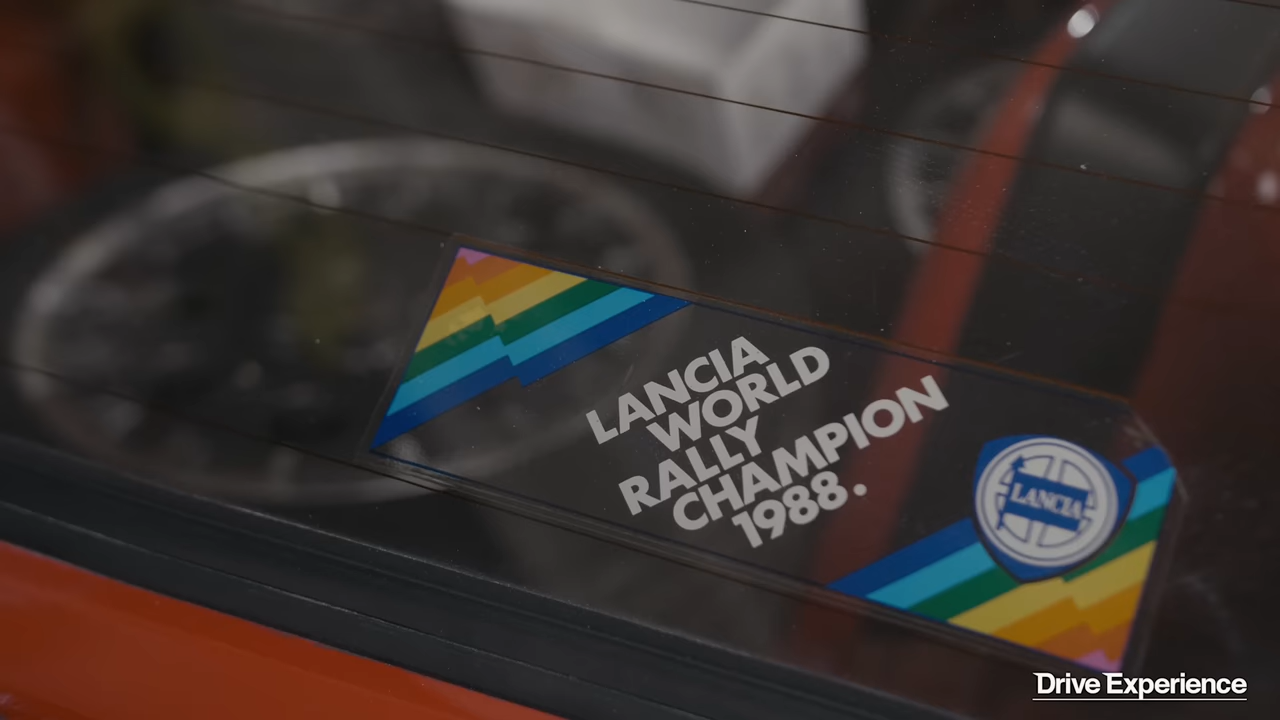 LANCIA
WORLD
RALLY
CHAMPION
1988.
LANCIA
Drive Experience